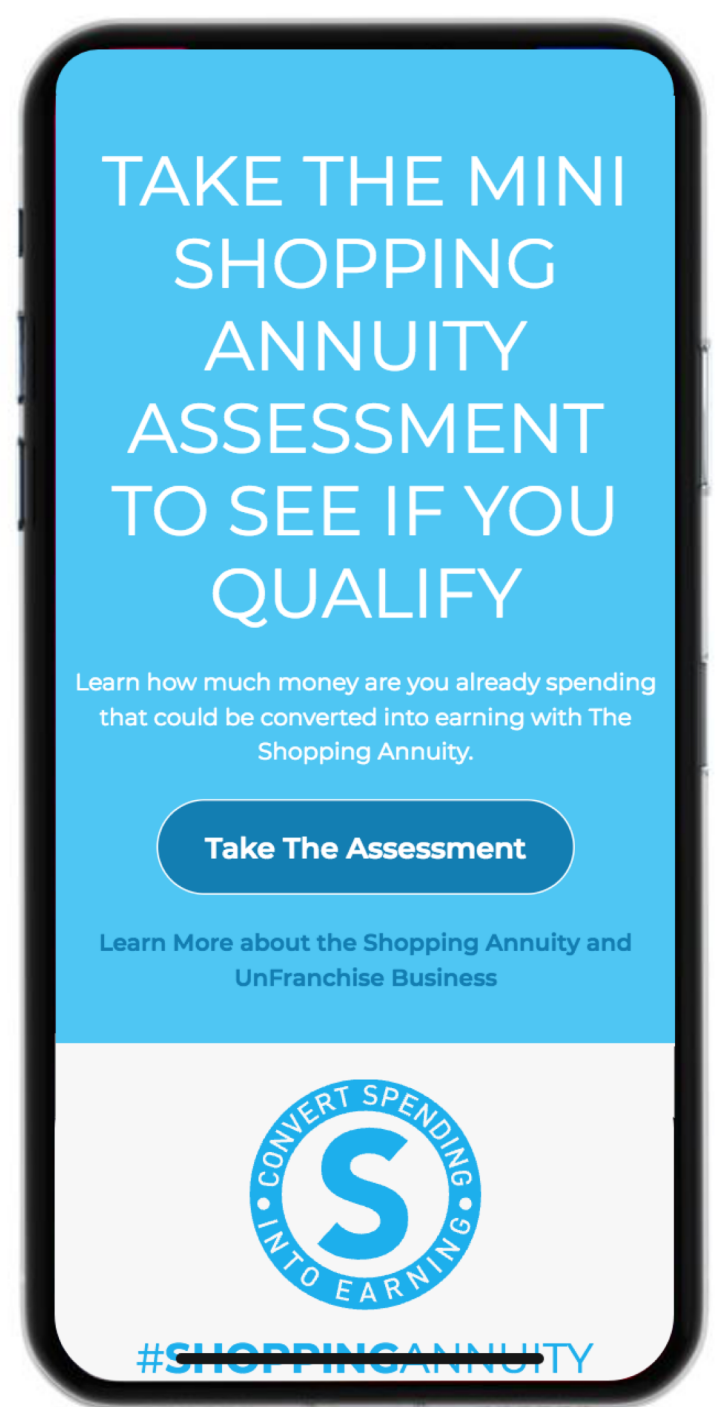 TAKE THE MINI
SHOPPING
ANNUITY
ASSESSMENT
TO SEE IF YOU
QUALIFY
Learn how much money are you already spending
that could be converted into earning with The
Shopping Annuity.
Take The Assessment
Learn More about the Shopping Annuity and
UnFranchise Business
CONVERT SPENDING
S
INTO EARNING
#SHOPPINGANNUITY